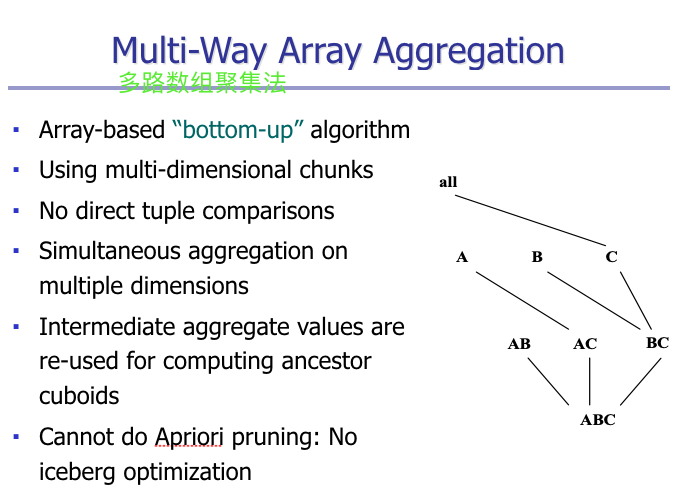 Multi-Way Array Aggregation
多路数组聚集法
▪ Array-based “bottom-up” algorithm
▪ Using multi-dimensional chunks
▪ No direct tuple comparisons
▪ Simultaneous aggregation on
multiple dimensions
▪ Intermediate aggregate values are
re-used for computing ancestor
cuboids
▪ Cannot do Apriori pruning: No
iceberg optimization
all
A B C
AB AC BC
ABC